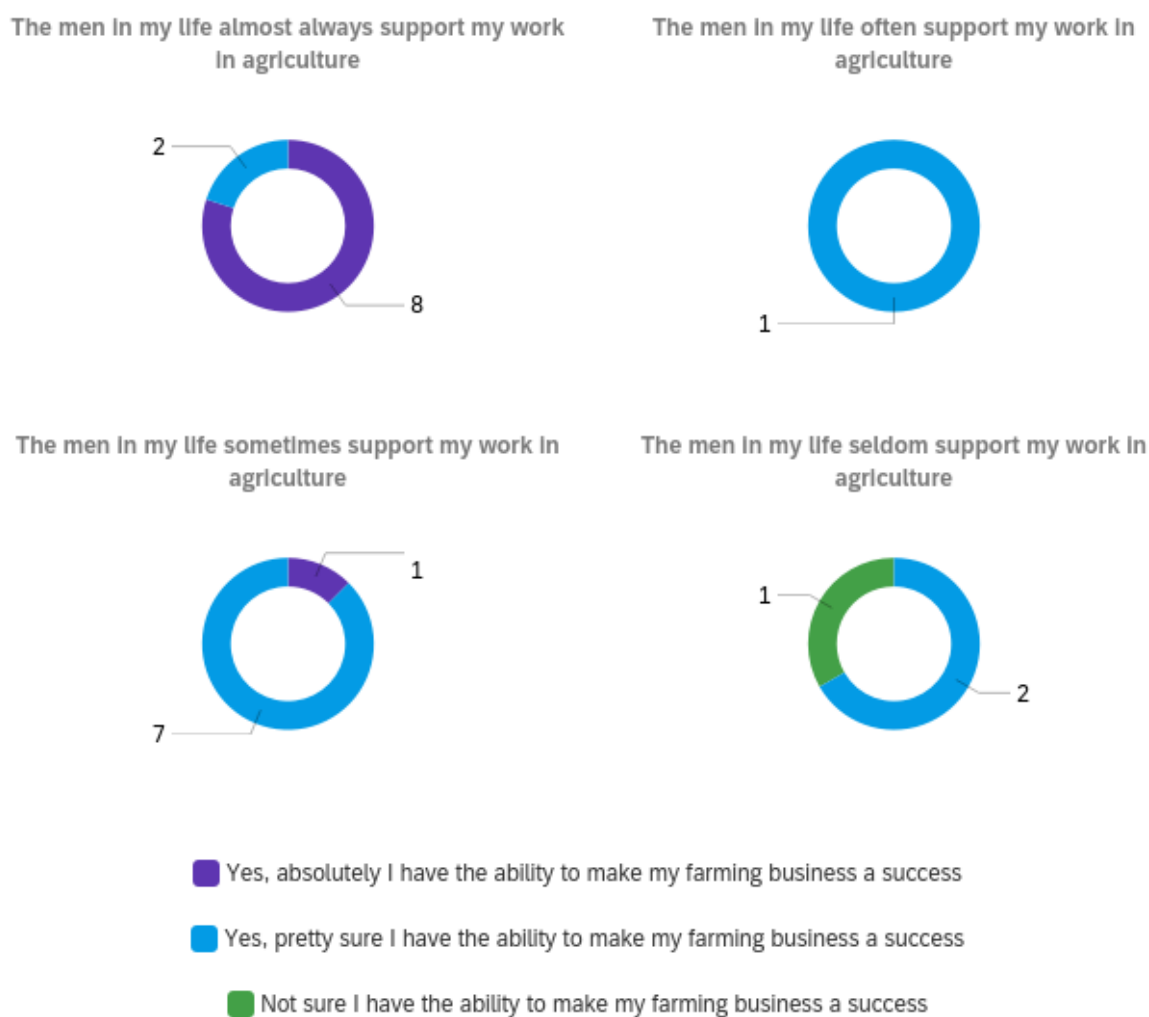 The men in my life almost always support my work
in agriculture
The men in my life often support my work in
agriculture
2
8
1
The men in my life sometimes support my work in
agriculture
The men in my life seldom support my work in
agriculture
1
7
1
2
Yes, absolutely I have the ability to make my farming business a success
Yes, pretty sure I have the ability to make my farming business a success
Not sure I have the ability to make my farming business a success